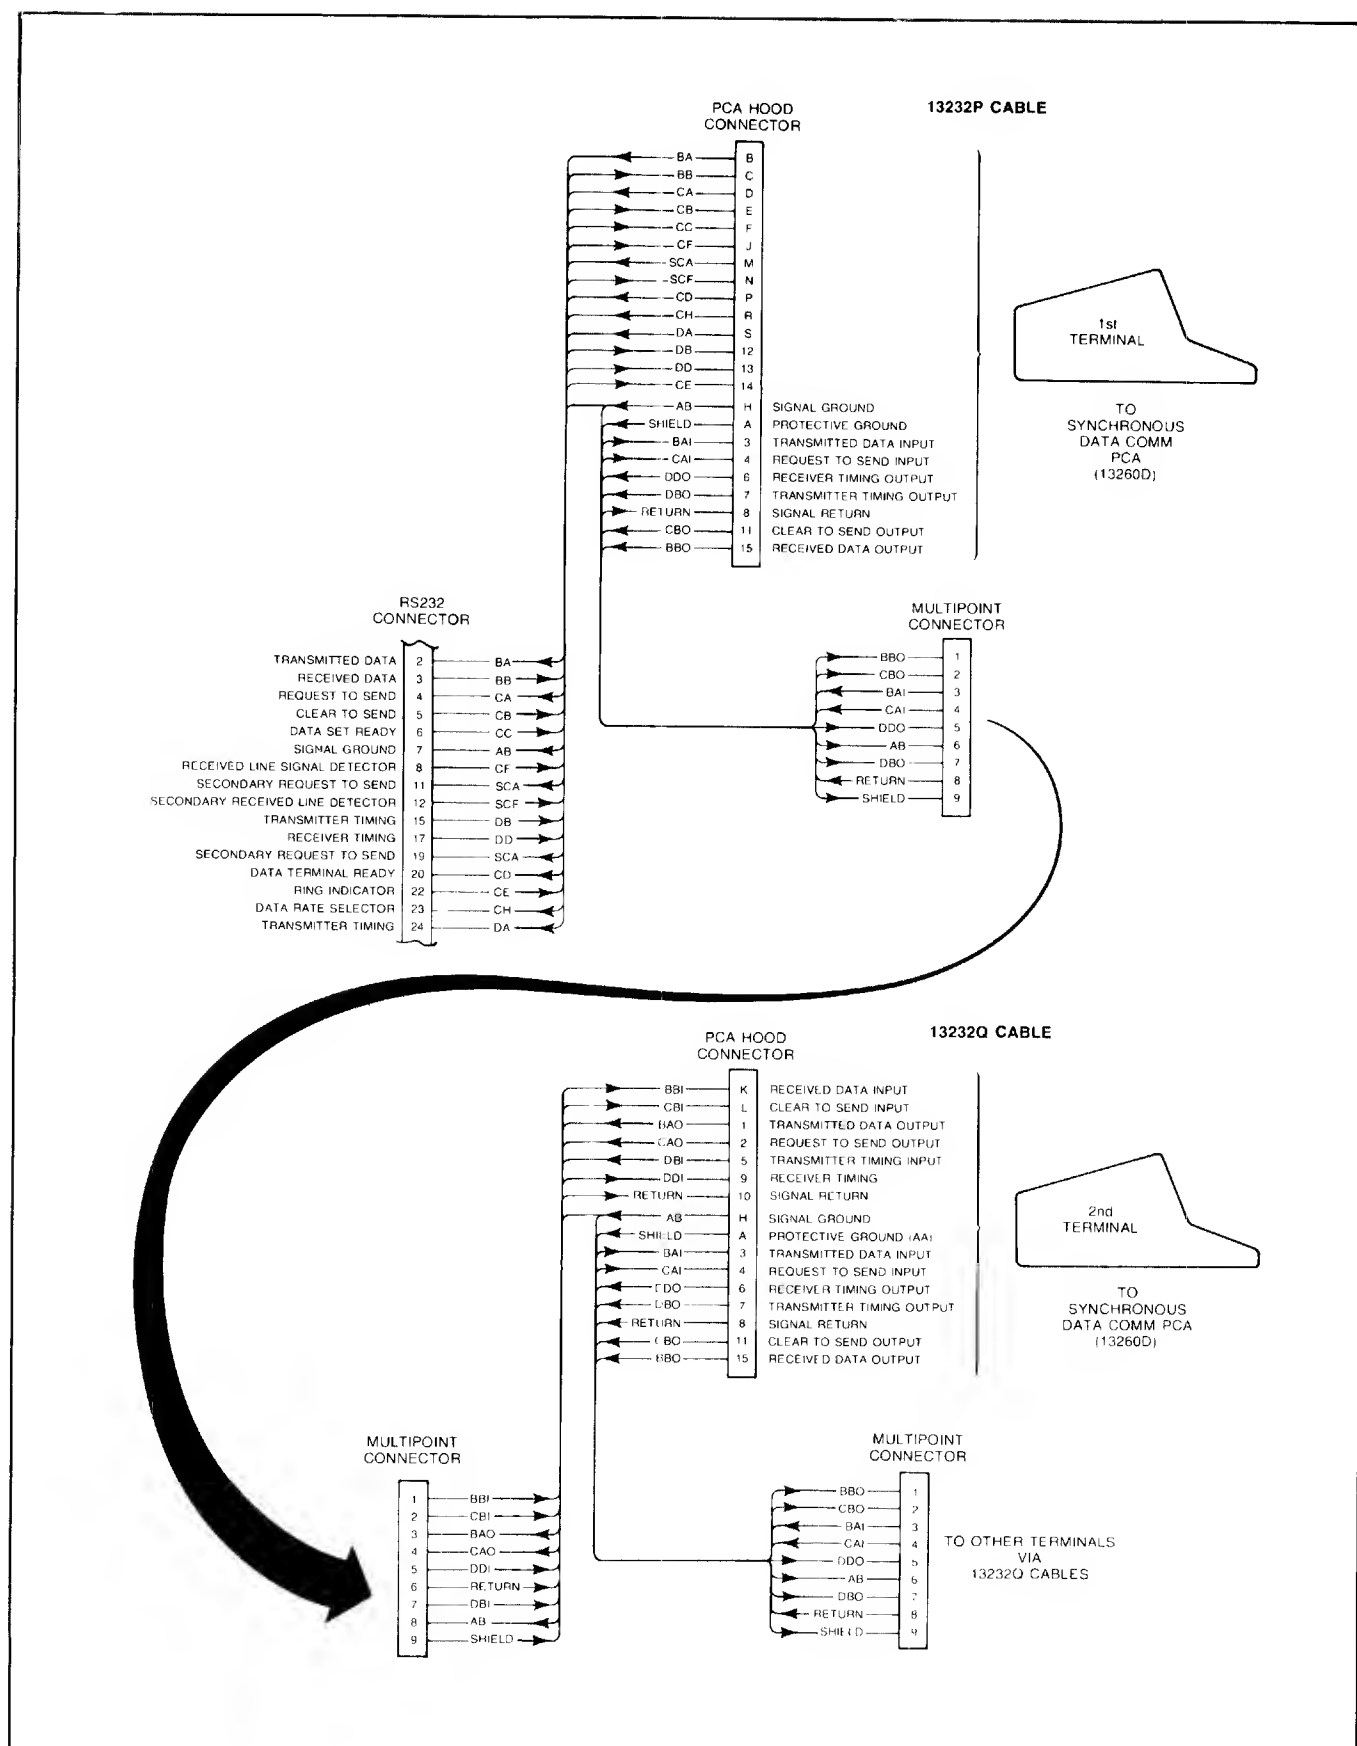 PCA HOOD
CONNECTOR
13232P CABLE
BA B
BB C
CA D
CB E
CC F
CF J
SCA M
SCF N
CD P
CH R
DA S
DB 12
DD 13
CE 14
AB H SIGNAL GROUND
SHIELD A PROTECTIVE GROUND
BAI 3 TRANSMITTED DATA INPUT
CAI 4 REQUEST TO SEND INPUT
DDO 6 RECEIVER TIMING OUTPUT
DBO 7 TRANSMITTER TIMING OUTPUT
RETURN 8 SIGNAL RETURN
CBO 11 CLEAR TO SEND OUTPUT
BBO 15 RECEIVED DATA OUTPUT
1st
TERMINAL
TO
SYNCHRONOUS
DATA COMM
PCA
(13260D)
RS232
CONNECTOR
TRANSMITTED DATA 2 BA
RECEIVED DATA 3 BB
REQUEST TO SEND 4 CA
CLEAR TO SEND 5 CB
DATA SET READY 6 CC
SIGNAL GROUND 7 AB
RECEIVED LINE SIGNAL DETECTOR 8 CF
SECONDARY REQUEST TO SEND 11 SCA
SECONDARY RECEIVED LINE DETECTOR 12 SCF
TRANSMITTER TIMING 15 DB
RECEIVER TIMING 17 DD
SECONDARY REQUEST TO SEND 19 SCA
DATA TERMINAL READY 20 CD
RING INDICATOR 22 CE
DATA RATE SELECTOR 23 CH
TRANSMITTER TIMING 24 DA
MULTIPOINT
CONNECTOR
BBO 1
CBO 2
BAI 3
CAI 4
DDO 5
AB 6
DBO 7
RETURN 8
SHIELD 9
PCA HOOD
CONNECTOR
13232Q CABLE
BBI K RECEIVED DATA INPUT
CBI L CLEAR TO SEND INPUT
BAO 1 TRANSMITTED DATA OUTPUT
CAO 2 REQUEST TO SEND OUTPUT
DBI 5 TRANSMITTER TIMING INPUT
DDI 9 RECEIVER TIMING
RETURN 10 SIGNAL RETURN
AB H SIGNAL GROUND
SHIELD A PROTECTIVE GROUND (AA)
BAI 3 TRANSMITTED DATA INPUT
CAI 4 REQUEST TO SEND INPUT
DDO 6 RECEIVER TIMING OUTPUT
DBO 7 TRANSMITTER TIMING OUTPUT
RETURN 8 SIGNAL RETURN
CBO 11 CLEAR TO SEND OUTPUT
BBO 15 RECEIVED DATA OUTPUT
2nd
TERMINAL
TO
SYNCHRONOUS
DATA COMM PCA
(13260D)
MULTIPOINT
CONNECTOR
1 BBI
2 CBI
3 BAO
4 CAO
5 DDI
6 RETURN
7 DBI
8 AB
9 SHIELD
MULTIPOINT
CONNECTOR
BBO 1
CBO 2
BAI 3
CAI 4
DDO 5
AB 6
DBO 7
RETURN 8
SHIELD 9
TO OTHER TERMINALS
VIA
13232Q CABLES